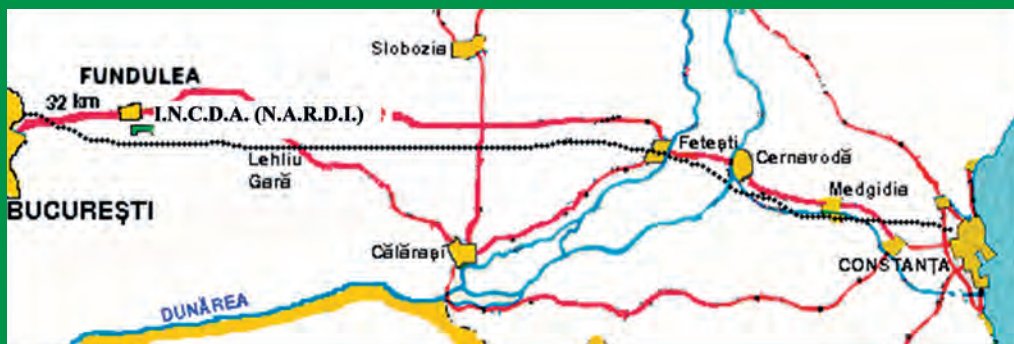 Slobozia
FUNDULEA
32 km
I.N.C.D.A. (N.A.R.D.I.)
Fetești
Cernavodă
Lehliu
Gară
Medgidia
BUCUREȘTI
Călărași
CONSTANȚA
DUNĂREA